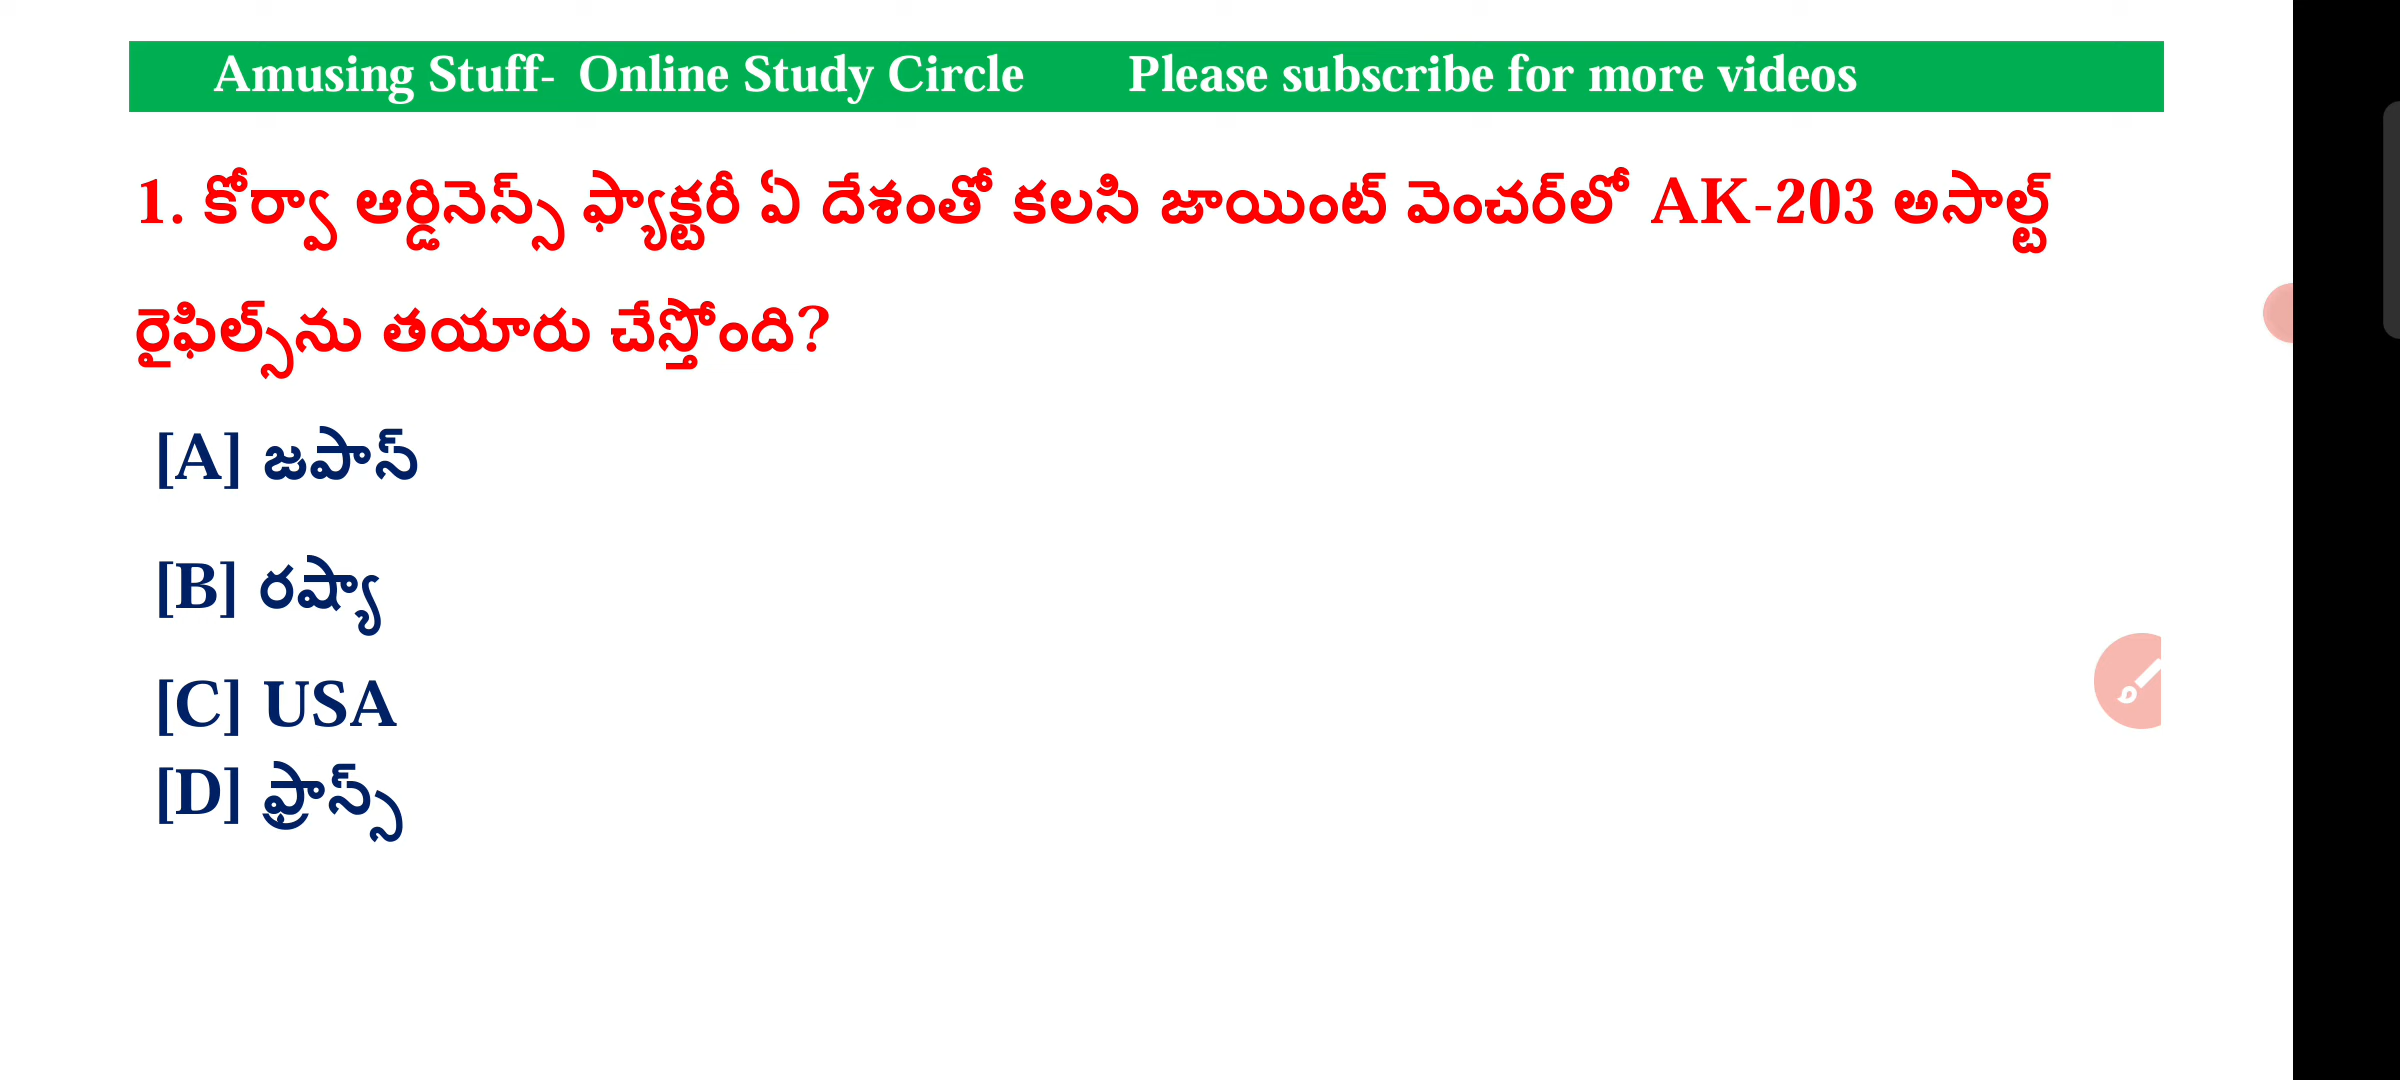 Amusing Stuff- Online Study Circle Please subscribe for more videos
1. కోర్వా ఆర్డినెన్స్ ఫ్యాక్టరీ ఏ దేశంతో కలసి జాయింట్ వెంచర్‌లో AK-203 అసాల్ట్
రైఫిల్స్‌ను తయారు చేస్తోంది?
[A] జపాన్
[B] రష్యా
[C] USA
[D] ఫ్రాన్స్